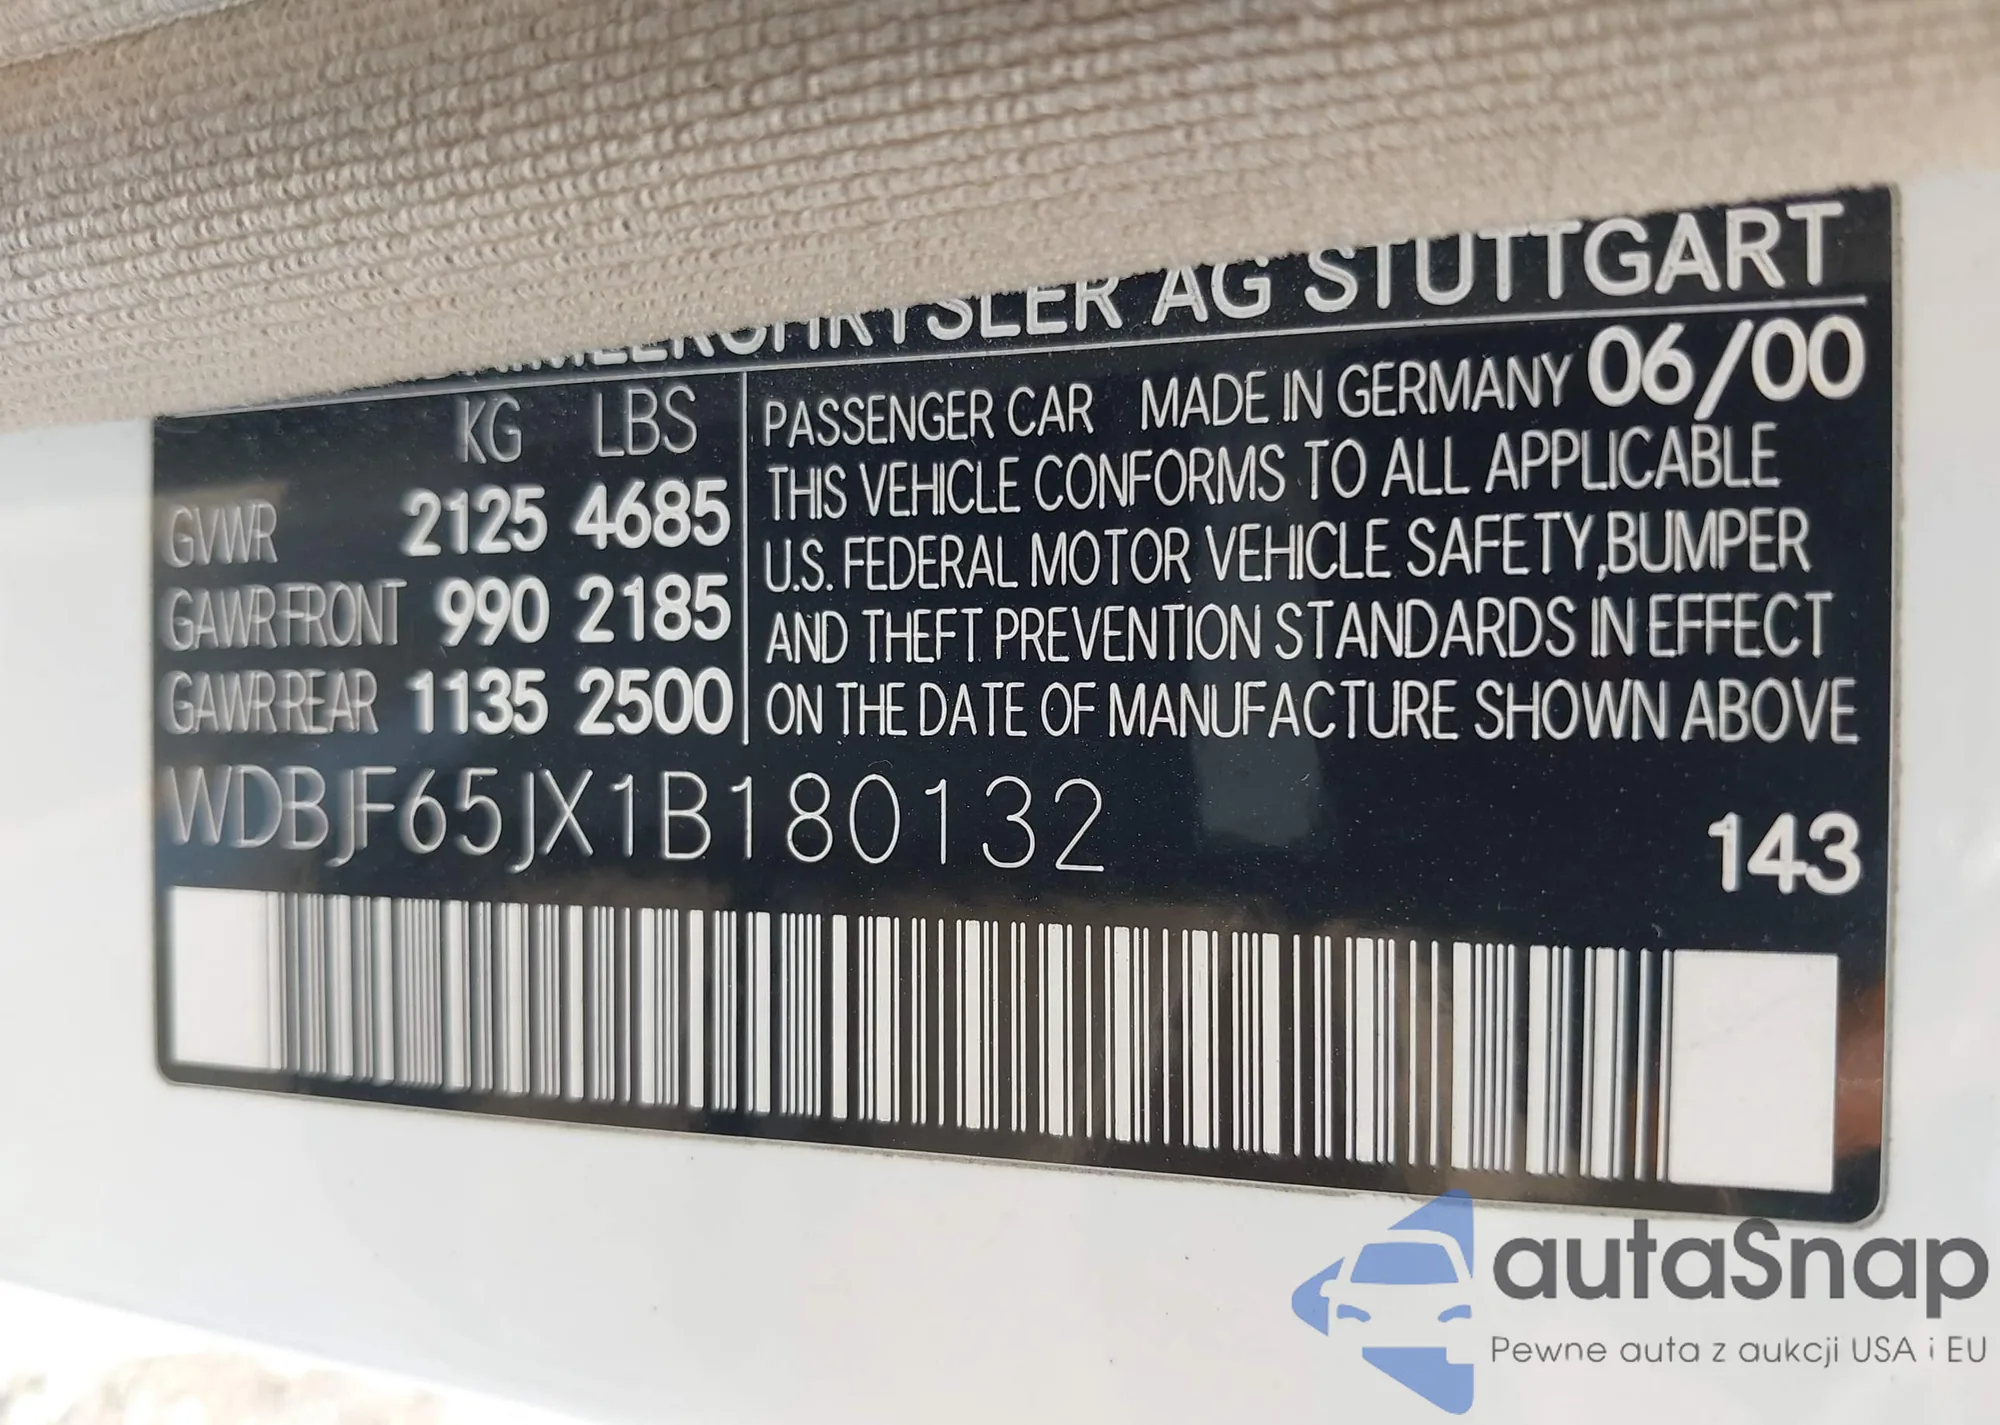 DAIMLERCHRYSLER AG STUTTGART
KG LBS
GVWR 2125 4685
GAWR FRONT 990 2185
GAWR REAR 1135 2500
PASSENGER CAR MADE IN GERMANY 06/00
THIS VEHICLE CONFORMS TO ALL APPLICABLE
U.S. FEDERAL MOTOR VEHICLE SAFETY, BUMPER
AND THEFT PREVENTION STANDARDS IN EFFECT
ON THE DATE OF MANUFACTURE SHOWN ABOVE
WDBJF65JX1B180132
143
autaSnap
Pewne auta z aukcji USA i EU